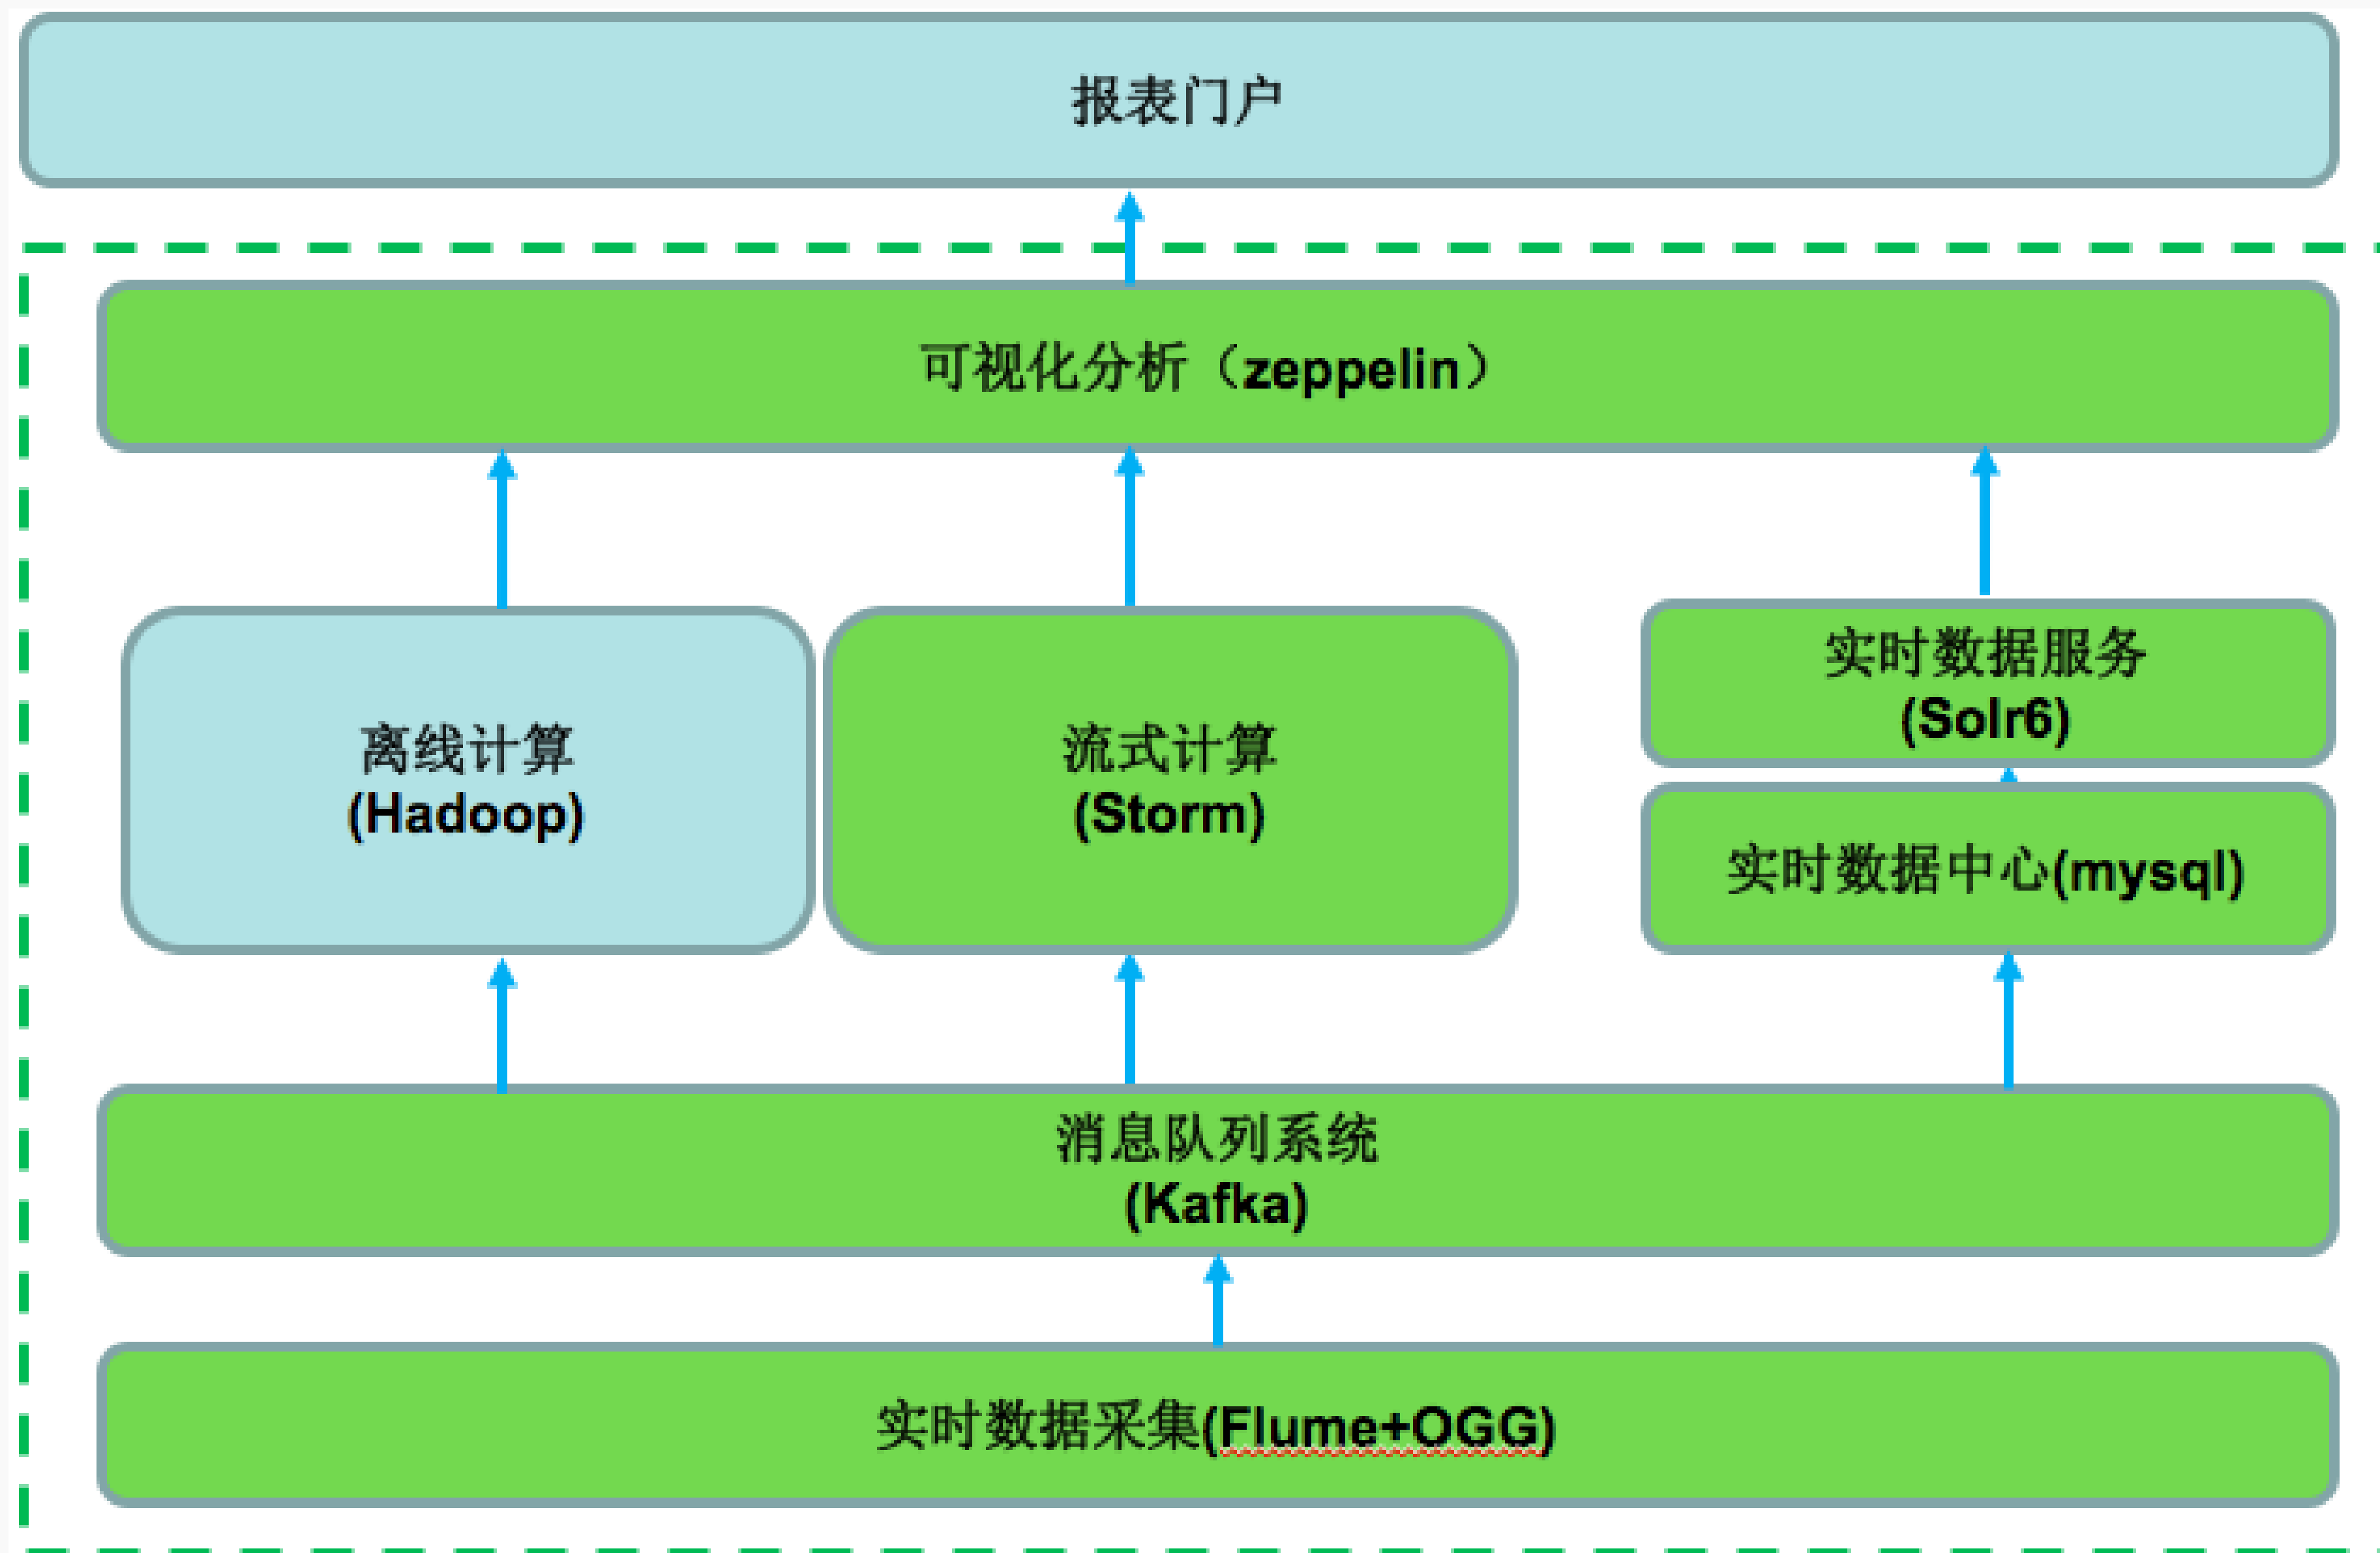 报表门户
可视化分析（zeppelin）
离线计算
(Hadoop)
流式计算
(Storm)
实时数据服务
(Solr6)
实时数据中心(mysql)
消息队列系统
(Kafka)
实时数据采集(Flume+OGG)